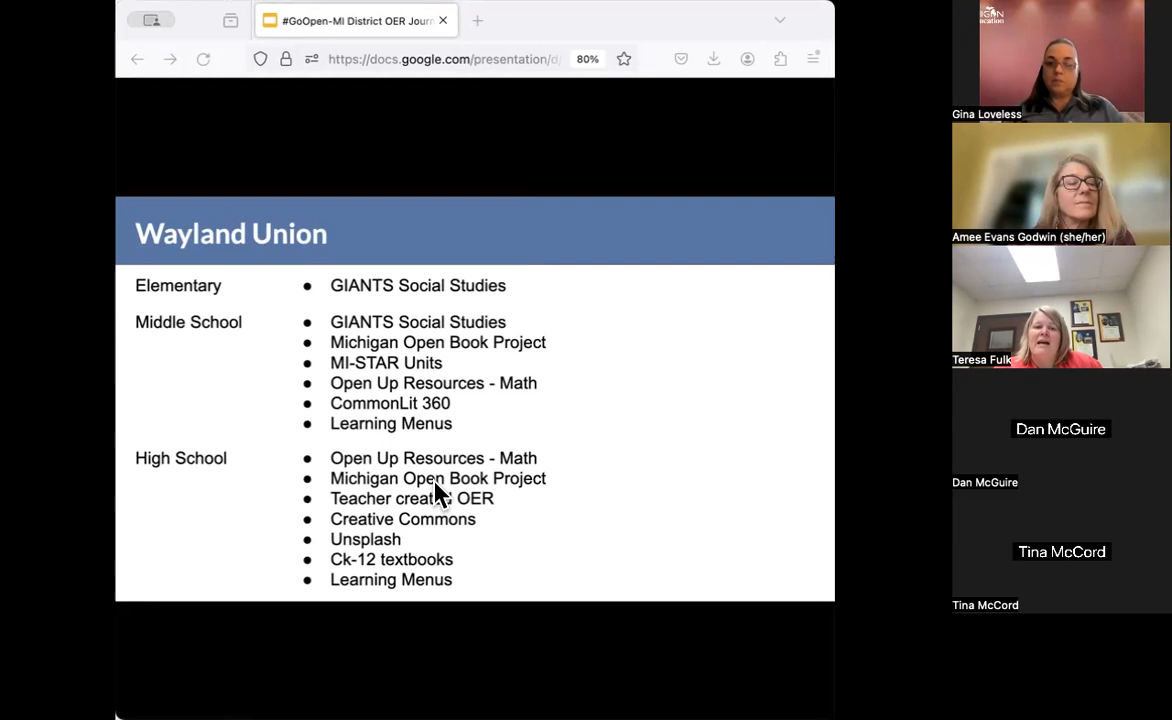 #GoOpen-MI District OER Journ
https://docs.google.com/presentation/d/
80%
Wayland Union
Elementary
● GIANTS Social Studies
Middle School
● GIANTS Social Studies
● Michigan Open Book Project
● MI-STAR Units
● Open Up Resources - Math
● CommonLit 360
● Learning Menus
High School
● Open Up Resources - Math
● Michigan Open Book Project
● Teacher created OER
● Creative Commons
● Unsplash
● Ck-12 textbooks
● Learning Menus
Gina Loveless
Amee Evans Godwin (she/her)
Teresa Fulk
Dan McGuire
Dan McGuire
Tina McCord
Tina McCord